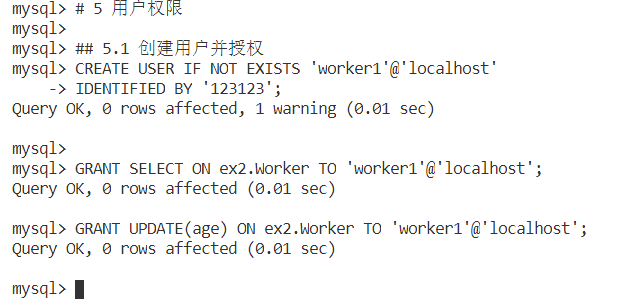 mysql> # 5 用户权限
mysql>
mysql> ## 5.1 创建用户并授权
mysql> CREATE USER IF NOT EXISTS 'worker1'@'localhost'
    -> IDENTIFIED BY '123123';
Query OK, 0 rows affected, 1 warning (0.01 sec)

mysql>
mysql> GRANT SELECT ON ex2.Worker TO 'worker1'@'localhost';
Query OK, 0 rows affected (0.01 sec)

mysql> GRANT UPDATE(age) ON ex2.Worker TO 'worker1'@'localhost';
Query OK, 0 rows affected (0.01 sec)

mysql>